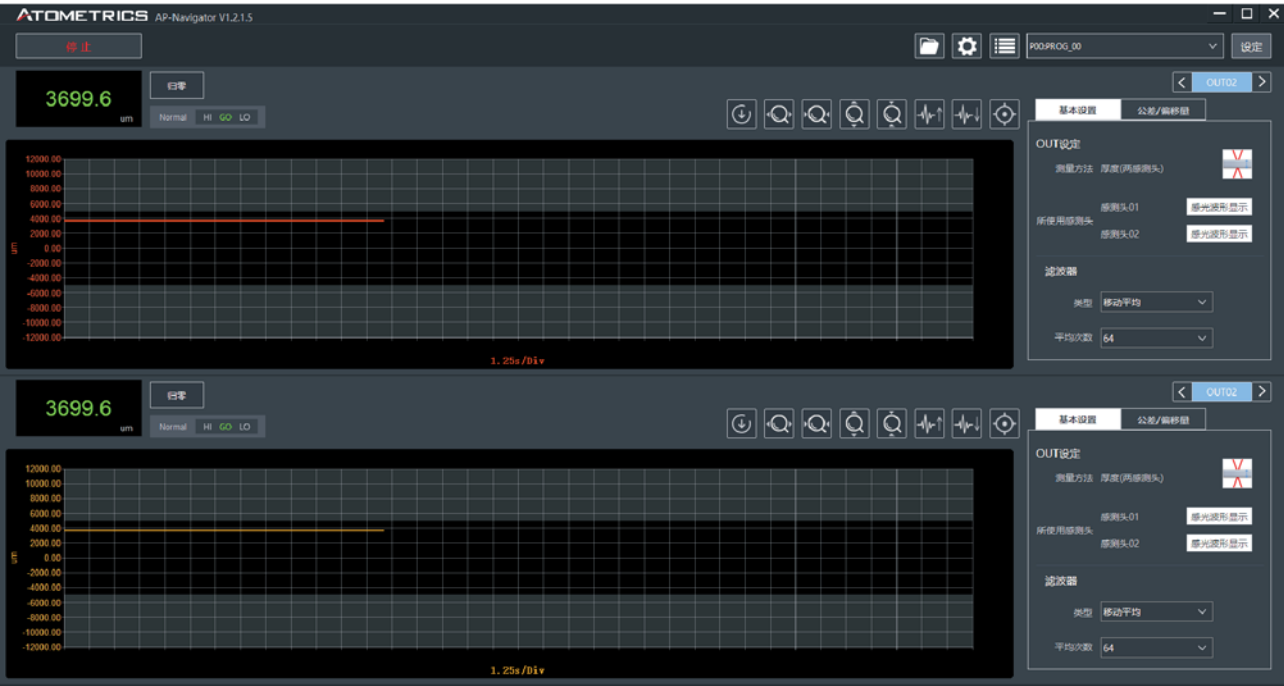 ATOMETRICS AP-Navigator V1.2.1.5
停止
P00:PROG_00
设定
3699.6
um
归零
Normal HI GO LO
OUT02
基本设置 公差/偏移量
12000.00
10000.00
8000.00
6000.00
4000.00
2000.00
0.00
-2000.00
-4000.00
-6000.00
-8000.00
-10000.00
-12000.00
um
1.25s/Div
OUT设定
测量方法 厚度(两感测头)
所使用感测头
感测头01 感光波形显示
感测头02 感光波形显示
滤波器
类型 移动平均
平均次数 64
3699.6
um
归零
Normal HI GO LO
OUT02
基本设置 公差/偏移量
12000.00
10000.00
8000.00
6000.00
4000.00
2000.00
0.00
-2000.00
-4000.00
-6000.00
-8000.00
-10000.00
-12000.00
um
1.25s/Div
OUT设定
测量方法 厚度(两感测头)
所使用感测头
感测头01 感光波形显示
感测头02 感光波形显示
滤波器
类型 移动平均
平均次数 64